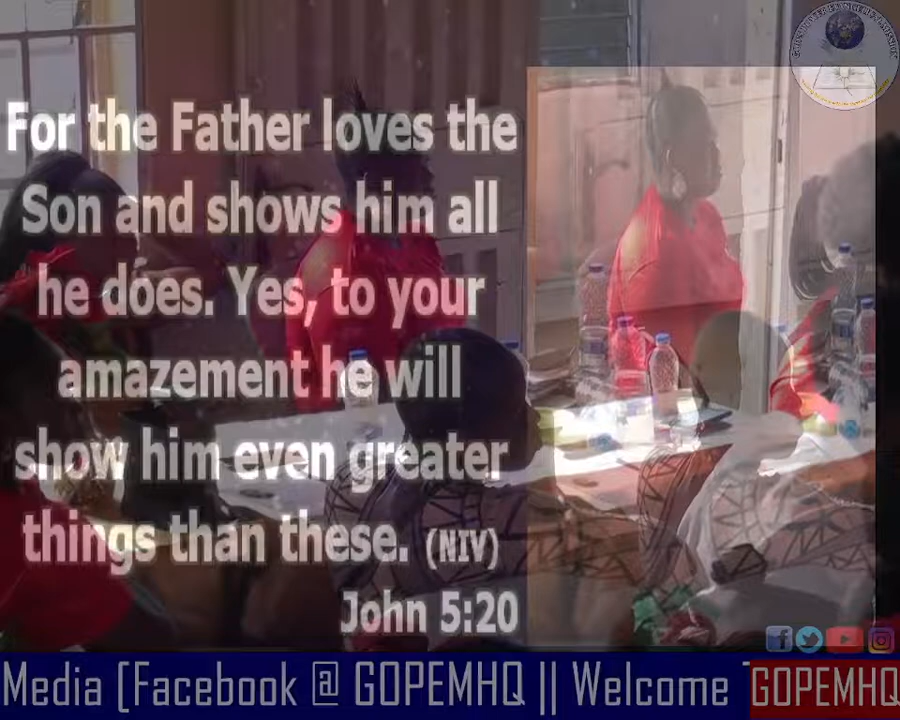 For the Father loves the
Son and shows him all
he does. Yes, to your
amazement he will
show him even greater
things than these. (NIV)
John 5:20
Media [Facebook @ GOPEMHQ || Welcome
GOPEMHQ